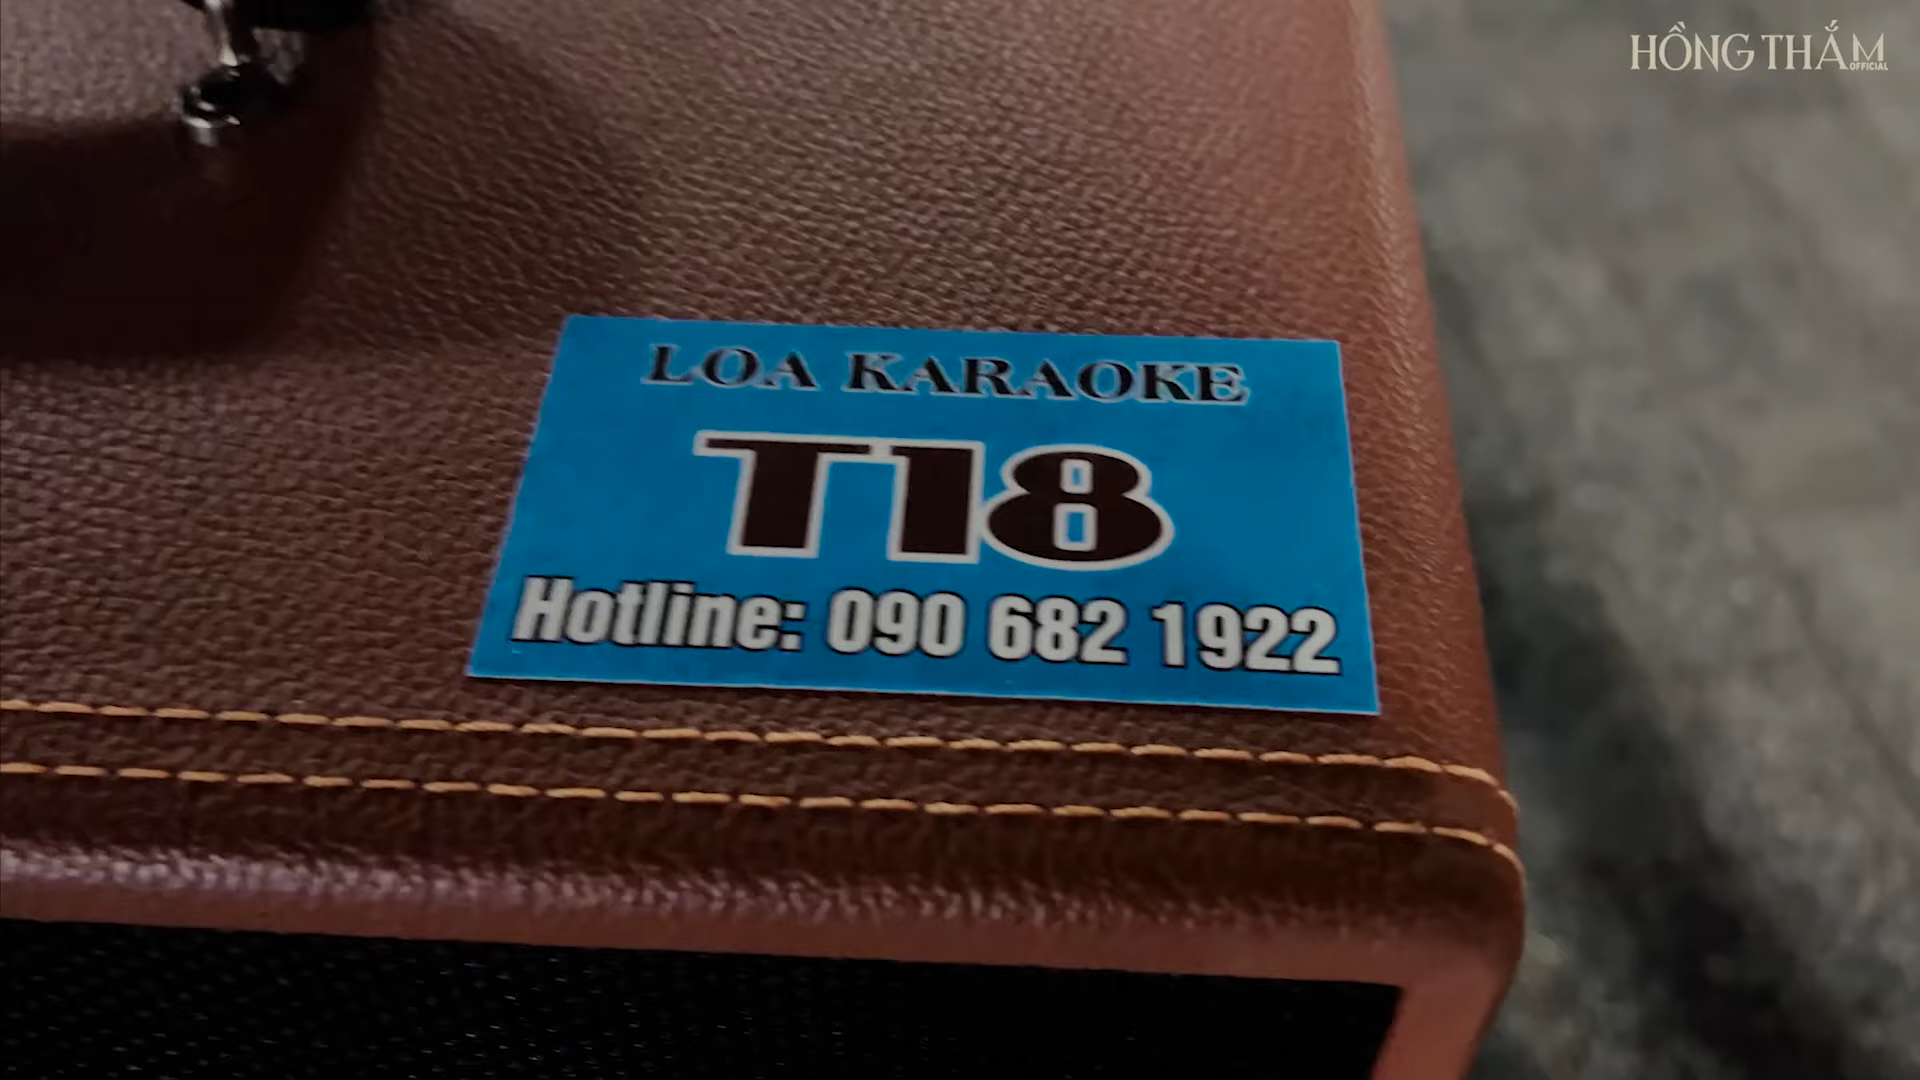 HỒNG THẮM
OFFICIAL
LOA KARAOKE
T18
Hotline: 090 682 1922